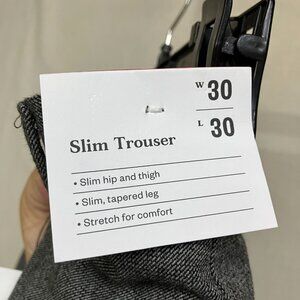 W 30
L 30
Slim Trouser
• Slim hip and thigh
• Slim, tapered leg
• Stretch for comfort